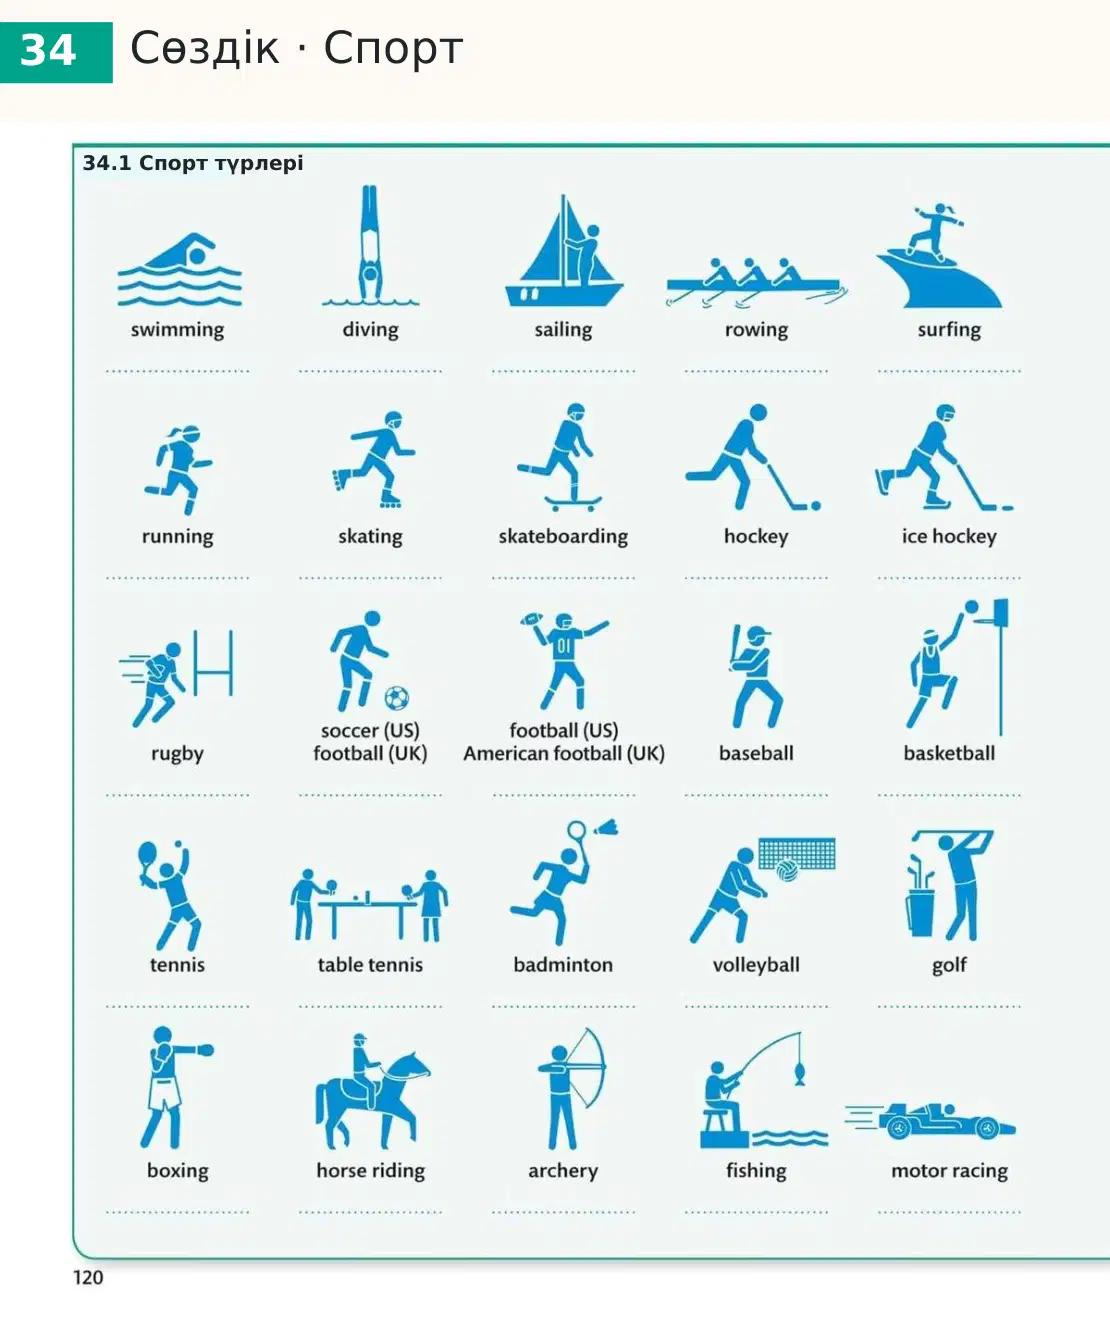 34 Сөздік · Спорт
34.1 Спорт түрлері
swimming
diving
sailing
rowing
surfing
running
skating
skateboarding
hockey
ice hockey
rugby
soccer (US)
football (UK)
01
football (US)
American football (UK)
baseball
basketball
tennis
table tennis
badminton
volleyball
golf
boxing
horse riding
archery
fishing
motor racing
120